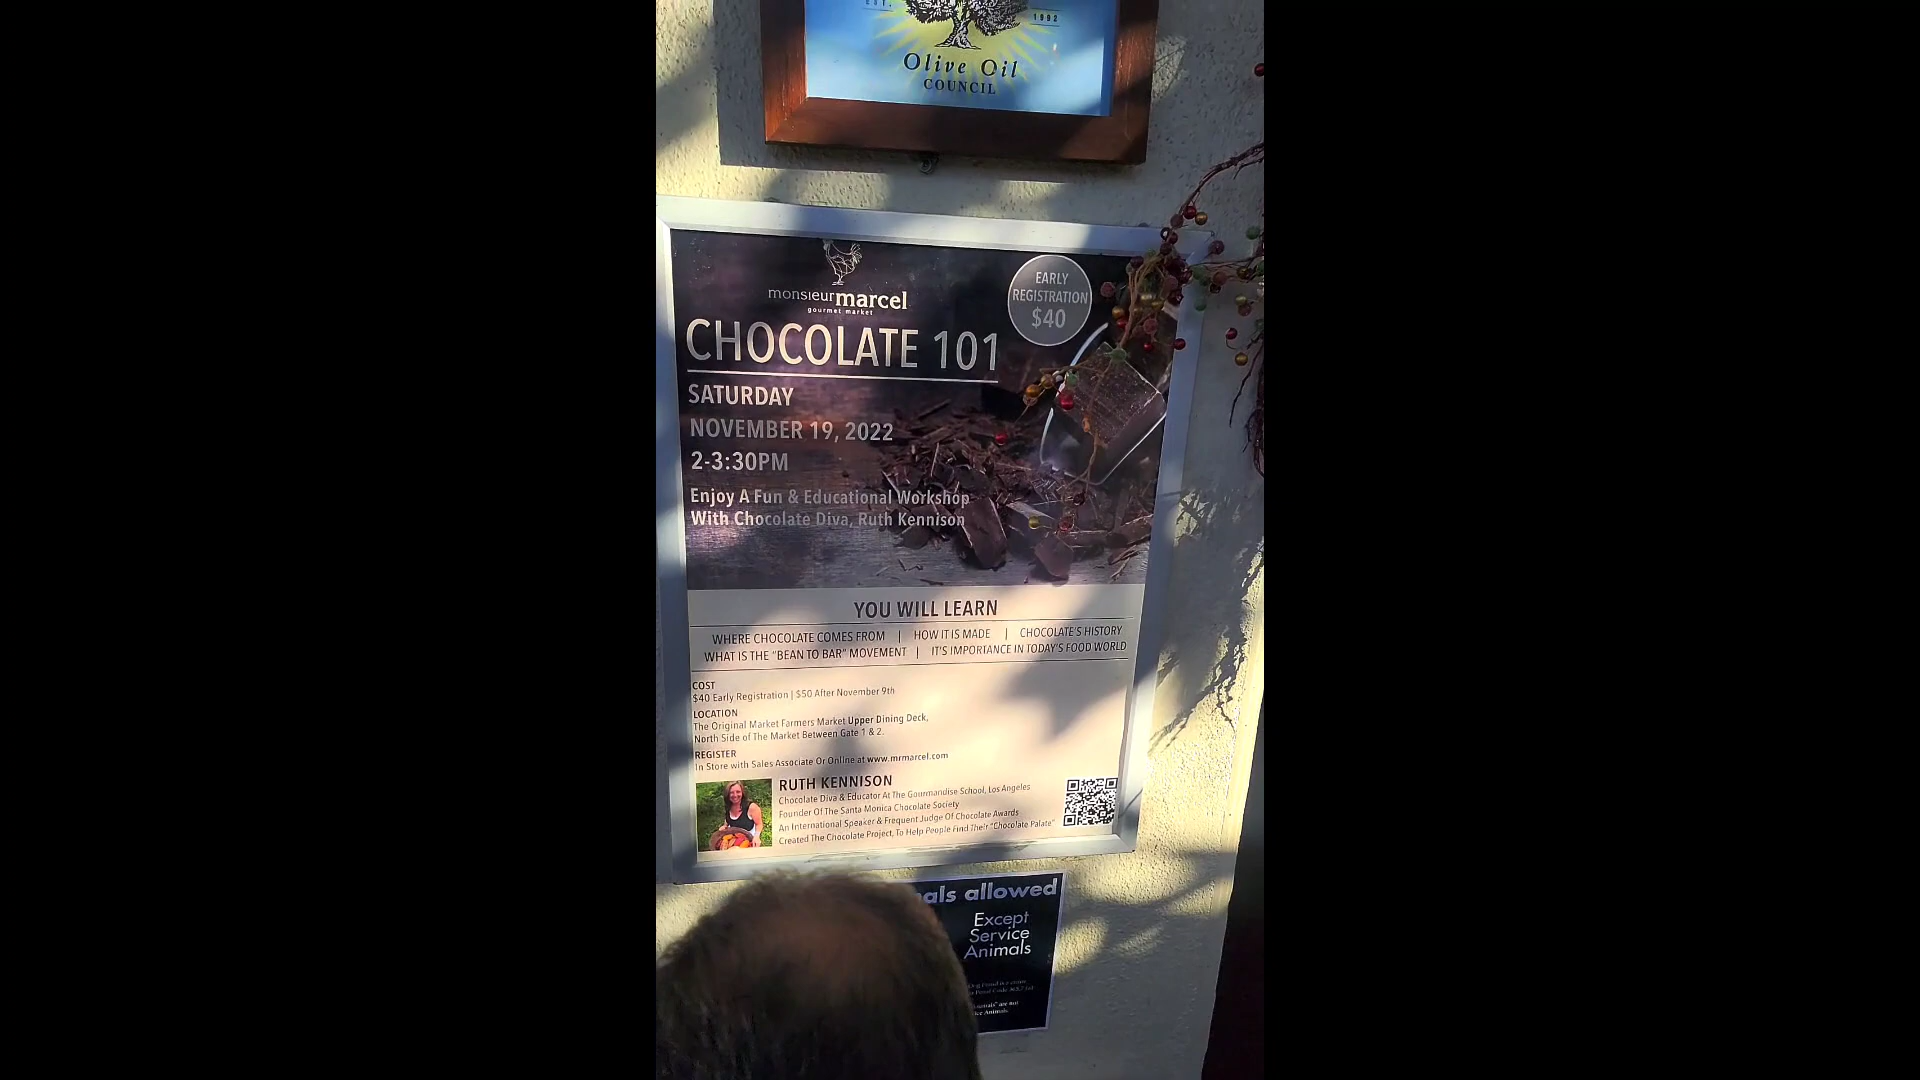 EST. 1992
Olive Oil
COUNCIL
monsieurmarcel
gourmet market
EARLY
REGISTRATION
$40
CHOCOLATE 101
SATURDAY
NOVEMBER 19, 2022
2-3:30PM
Enjoy A Fun & Educational Workshop
With Chocolate Diva, Ruth Kennison
YOU WILL LEARN
WHERE CHOCOLATE COMES FROM | HOW IT IS MADE | CHOCOLATE'S HISTORY
WHAT IS THE "BEAN TO BAR" MOVEMENT | IT'S IMPORTANCE IN TODAY'S FOOD WORLD
COST
$40 Early Registration | $50 After November 9th
LOCATION
The Original Market Farmers Market Upper Dining Deck,
North Side of The Market Between Gate 1 & 2.
REGISTER
In Store with Sales Associate Or Online at www.mrmarcel.com
RUTH KENNISON
Chocolate Diva & Educator At The Gourmandise School, Los Angeles
Founder Of The Santa Monica Chocolate Society
An International Speaker & Frequent Judge Of Chocolate Awards
Created The Chocolate Project, To Help People Find Their "Chocolate Palate"
als allowed
Except
Service
Animals
are not
Animals